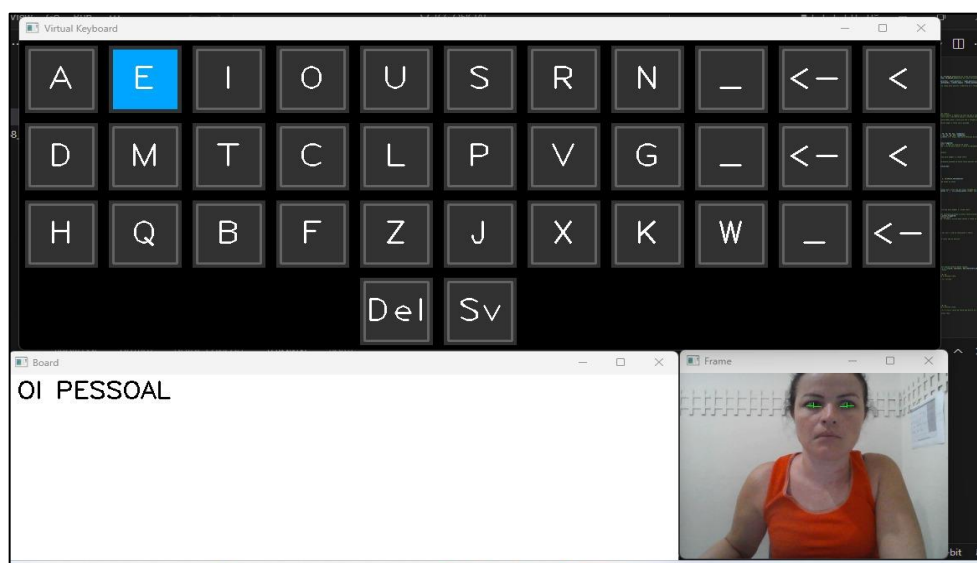 Virtual Keyboard
A E I O U S R N _ <- <
D M T C L P V G _ <- <
H Q B F Z J X K W _ <-
Del Sv
Board
OI PESSOAL
Frame